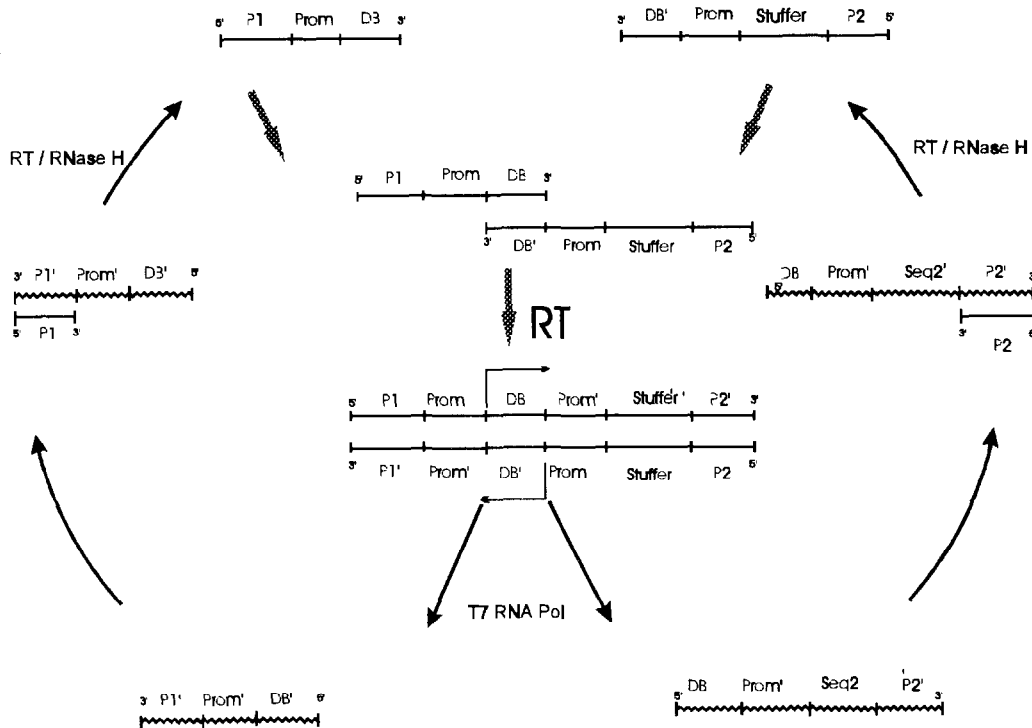 5' P1 Prom DB 3'
3' DB' Prom Stuffer P2 5'
RT / RNase H
RT / RNase H
5' P1 Prom DB 3'
3' DB' Prom Stuffer P2 5'
RT
3' P1' Prom' DB' 5'
5' P1 3'
DB Prom' Seq2' P2' 3'
5'
3' P2 5'
5' P1 Prom DB Prom' Stuffer' P2' 3'
3' P1' Prom' DB' Prom Stuffer P2 5'
T7 RNA Pol
3' P1' Prom' DB' 5'
5' DB Prom' Seq2 P2' 3'